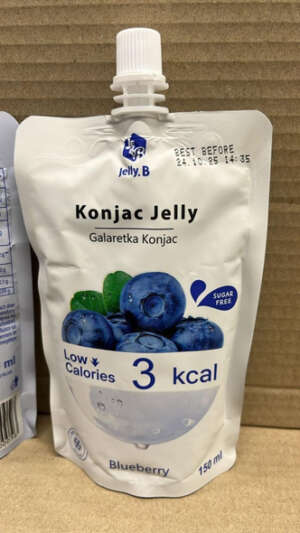 Jelly.B
BEST BEFORE
24.10.25 14:35
Konjac Jelly
Galaretka Konjac
SUGAR
FREE
Low
Calories
3 kcal
Blueberry
150 ml
ml